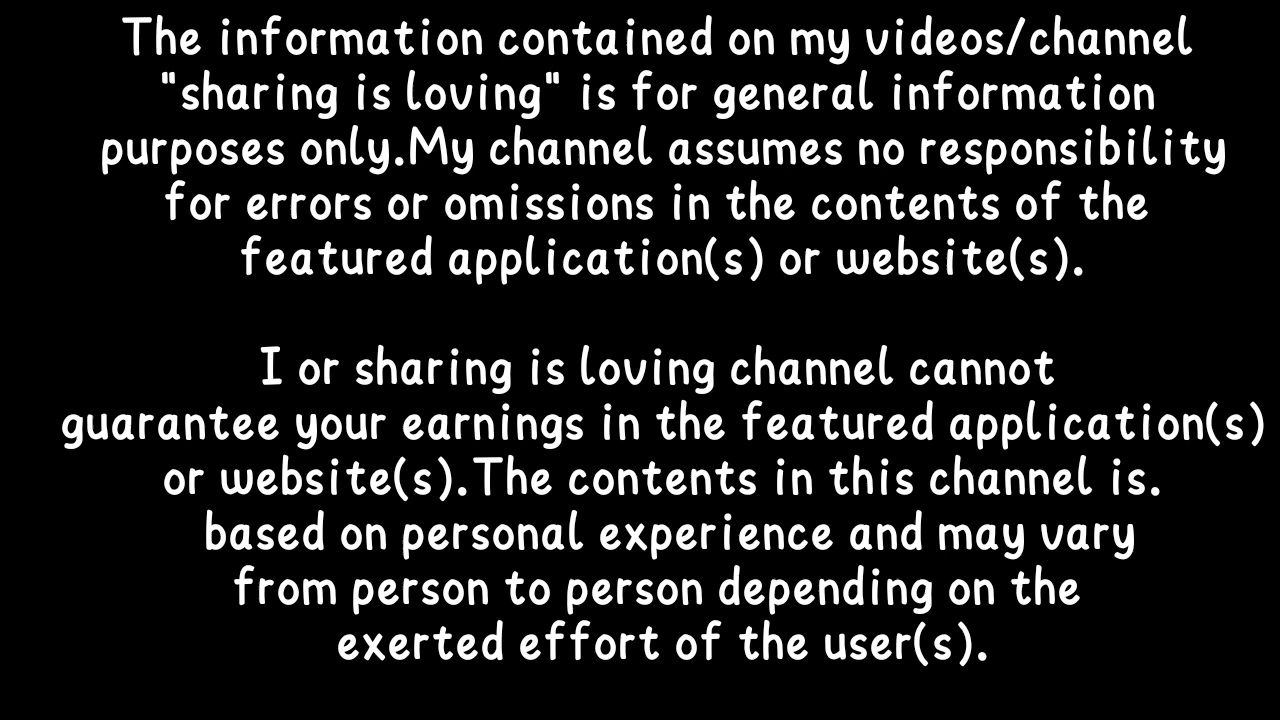 The information contained on my videos/channel
"sharing is loving" is for general information
purposes only.My channel assumes no responsibility
for errors or omissions in the contents of the
featured application(s) or website(s).
I or sharing is loving channel cannot
guarantee your earnings in the featured application(s)
or website(s).The contents in this channel is.
based on personal experience and may vary
from person to person depending on the
exerted effort of the user(s).